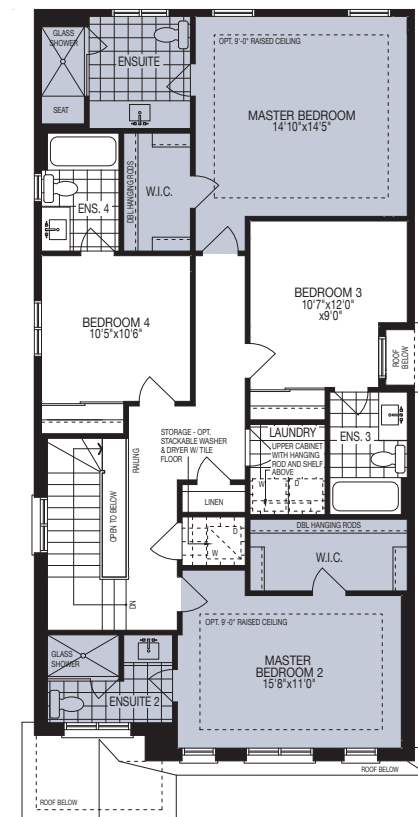 GLASS
SHOWER
SEAT
ENSUITE
OPT. 9'-0" RAISED CEILING
MASTER BEDROOM
14'10"x14'5"
ENS. 4
DBL HANGING RODS
W.I.C.
BEDROOM 4
10'5"x10'6"
BEDROOM 3
10'7"x12'0"
x9'0"
ROOF
BELOW
STORAGE - OPT.
STACKABLE WASHER
& DRYER W/ TILE
FLOOR
LAUNDRY
UPPER CABINET
WITH HANGING
ROD AND SHELF
ABOVE
W
D
ENS. 3
RAILING
OPEN TO BELOW
LINEN
D
W
DBL HANGING RODS
W.I.C.
DN
OPT. 9'-0" RAISED CEILING
GLASS
SHOWER
ENSUITE 2
MASTER
BEDROOM 2
15'8"x11'0"
ROOF BELOW
ROOF BELOW